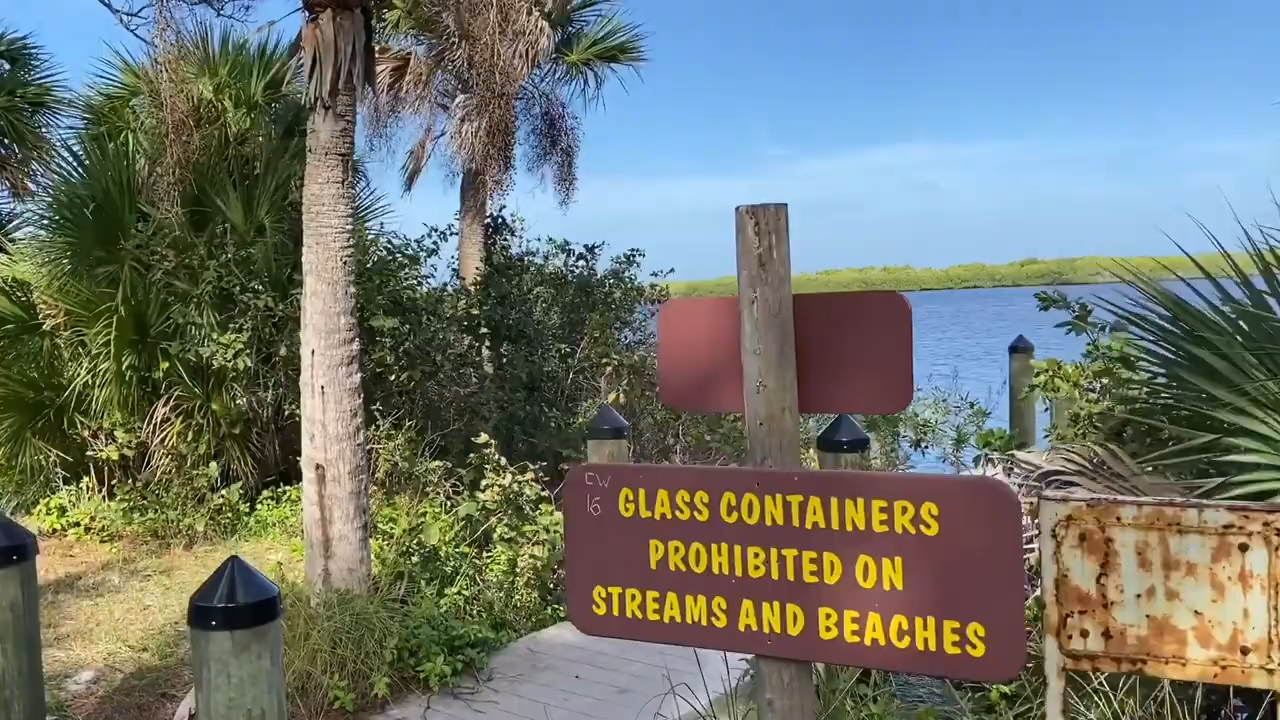 CW
16
GLASS CONTAINERS
PROHIBITED ON
STREAMS AND BEACHES